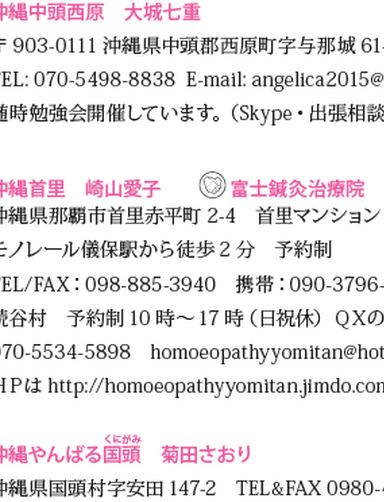 沖縄中頭西原　大城七重
〒903-0111 沖縄県中頭郡西原町字与那城 61-
TEL: 070-5498-8838 E-mail: angelica2015@
随時勉強会開催しています。（Skype・出張相談
沖縄首里　崎山愛子　富士鍼灸治療院
沖縄県那覇市首里赤平町 2-4　首里マンション
モノレール儀保駅から徒歩 2 分　予約制
TEL/FAX：098-885-3940　携帯：090-3796-
読谷村　予約制 10 時～ 17 時（日祝休）ＱＸの
070-5534-5898　homoeopathyyomitan@hot
ＨＰは http://homoeopathyyomitan.jimdo.con
くにがみ
沖縄やんばる国頭　菊田さおり
沖縄県国頭村字安田 147-2　TEL&FAX 0980-4